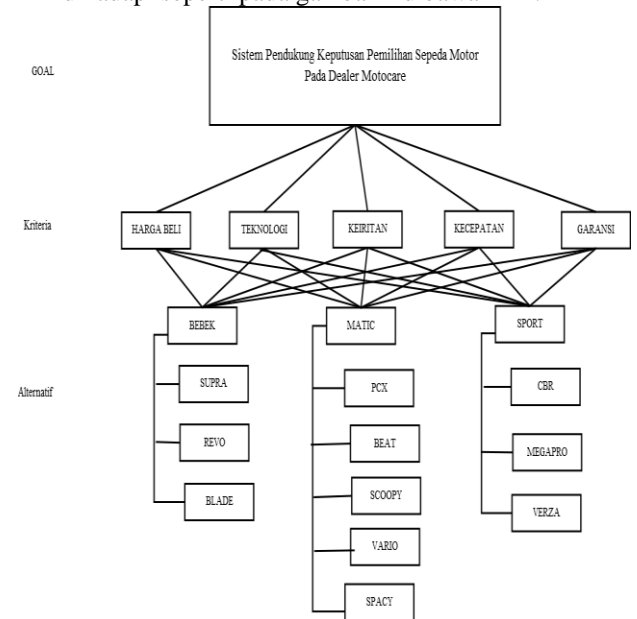 GOAL
Sistem Pendukung Keputusan Pemilihan Sepeda Motor
Pada Dealer Motocare
Kriteria
HARGA BELI
TEKNOLOGI
KEIRITAN
KECEPATAN
GARANSI
Alternatif
BEBEK
SUPRA
REVO
BLADE
MATIC
PCX
BEAT
SCOOPY
VARIO
SPACY
SPORT
CBR
MEGAPRO
VERZA